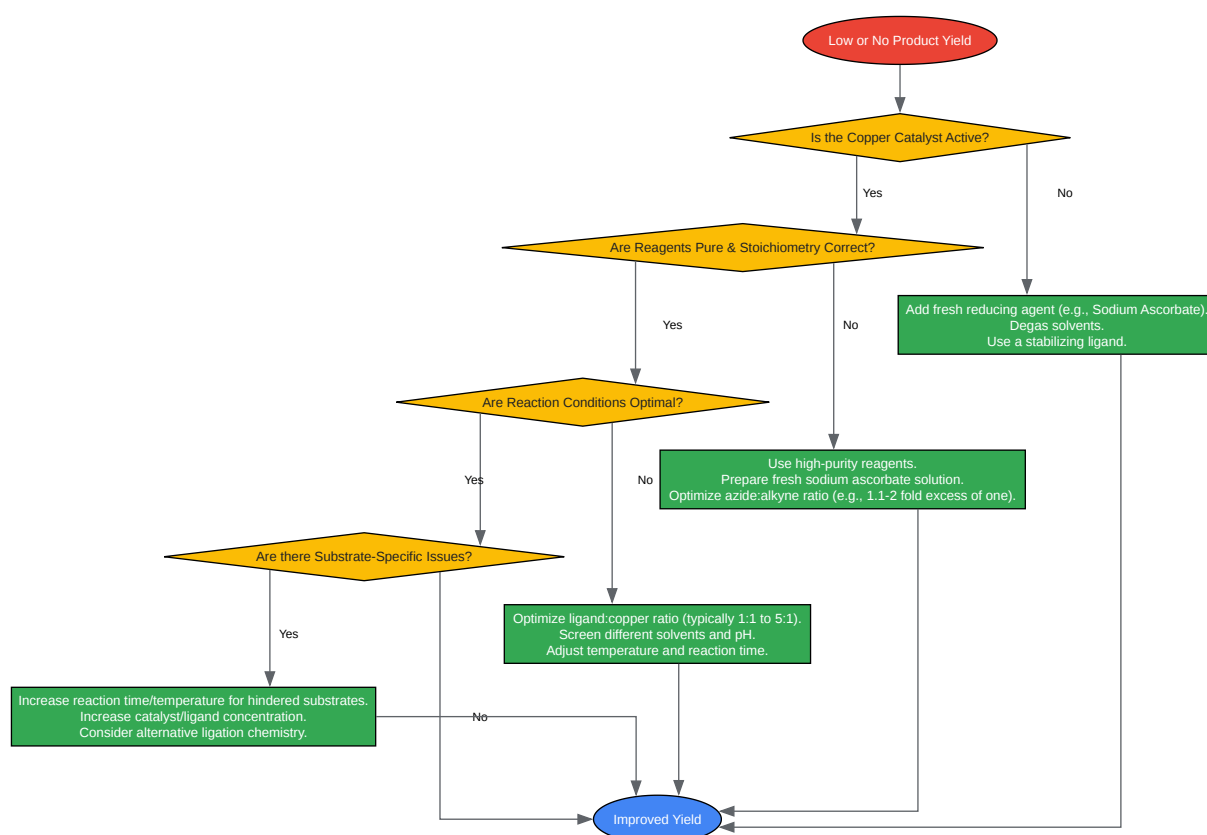 Low or No Product Yield
Is the Copper Catalyst Active?
Yes
No
Are Reagents Pure & Stoichiometry Correct?
Add fresh reducing agent (e.g., Sodium Ascorbate).
Degas solvents.
Use a stabilizing ligand.
Yes
No
Are Reaction Conditions Optimal?
Use high-purity reagents.
Prepare fresh sodium ascorbate solution.
Optimize azide:alkyne ratio (e.g., 1.1-2 fold excess of one).
Yes
No
Are there Substrate-Specific Issues?
Optimize ligand:copper ratio (typically 1:1 to 5:1).
Screen different solvents and pH.
Adjust temperature and reaction time.
Yes
Increase reaction time/temperature for hindered substrates.
Increase catalyst/ligand concentration.
Consider alternative ligation chemistry.
No
Improved Yield